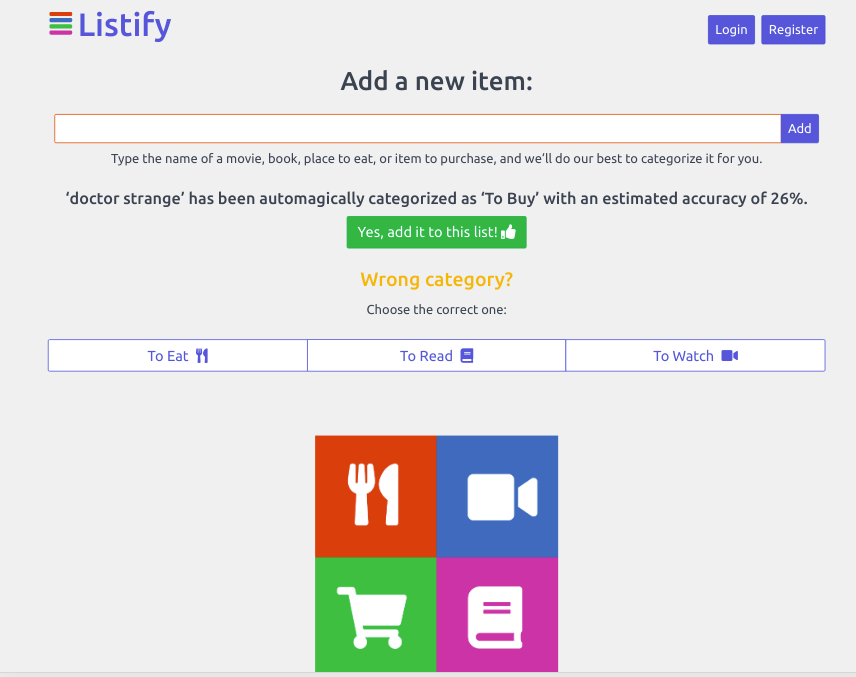 Listify
Login Register
Add a new item:
Add
Type the name of a movie, book, place to eat, or item to purchase, and we’ll do our best to categorize it for you.
‘doctor strange’ has been automagically categorized as ‘To Buy’ with an estimated accuracy of 26%.
Yes, add it to this list!
Wrong category?
Choose the correct one:
To Eat To Read To Watch